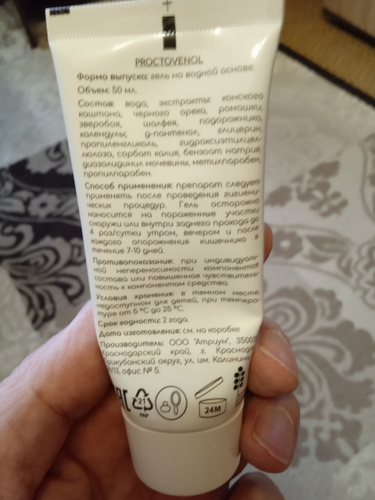 PROCTOVENOL
Форма выпуска: гель на водной основе.
Объем: 50 мл.
Состав: вода, экстракты: конского
каштана, черного ореха, ромашки,
зверобоя, шалфея, подорожника,
календулы; д-пантенол, глицерин,
пропиленгликоль, гидроксиэтилцел-
люлоза, сорбат калия, бензоат натрия,
диазолидинил мочевины, метилпарабен,
пропилпарабен.
Способ применения: препарат следует
применять после проведения гигиени-
ческих процедур. Гель осторожно
наносится на пораженные участки
снаружи или внутри заднего прохода до
4 раз/сутки утром, вечером и после
каждого опорожнения кишечника в
течение 7-10 дней.
Противопоказание: при индивидуаль-
ной непереносимости компонентов
состава или повышенная чувствитель-
ность к компонентам средства.
Условия хранения: в темном месте,
недоступном для детей, при темпера-
туре от 5 °C до 25 °C.
Срок годности: 2 года.
Дата изготовления: см. на коробке
Производитель: ООО "Атриум",
Краснодарский край, г.
ул. им. Калинина
офис № 5.
21
PAP
24M